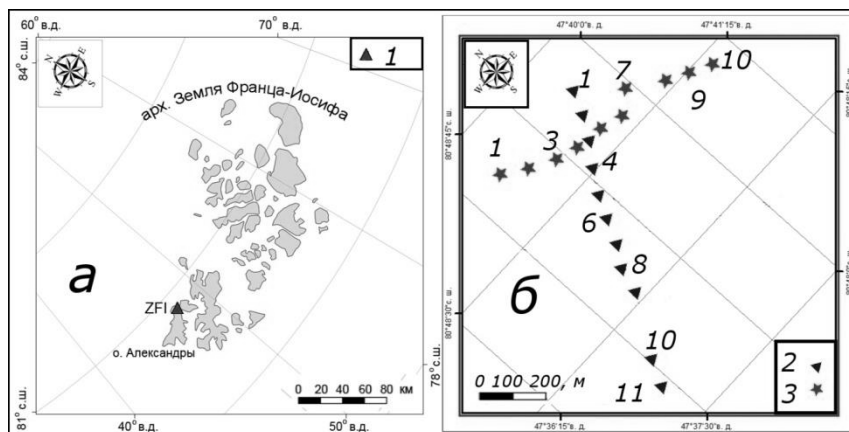 60° в.д.
70° в.д.
84° с.ш.
N
E
W
S
1
арх. Земля Франца-Иосифа
а
ZFI
о. Александры
0 20 40 60 80 км
81° с.ш.
40° в.д.
50° в.д.
78° с.ш.
47°40'0" в. д.
47°41'15" в. д.
N
E
W
S
1
7
10
9
80°48'45"с. ш.
1
3
4
6
8
б
80°48'30"с. ш.
10
11
2
3
0 100 200, м
47°36'15" в. д.
47°37'30" в. д.